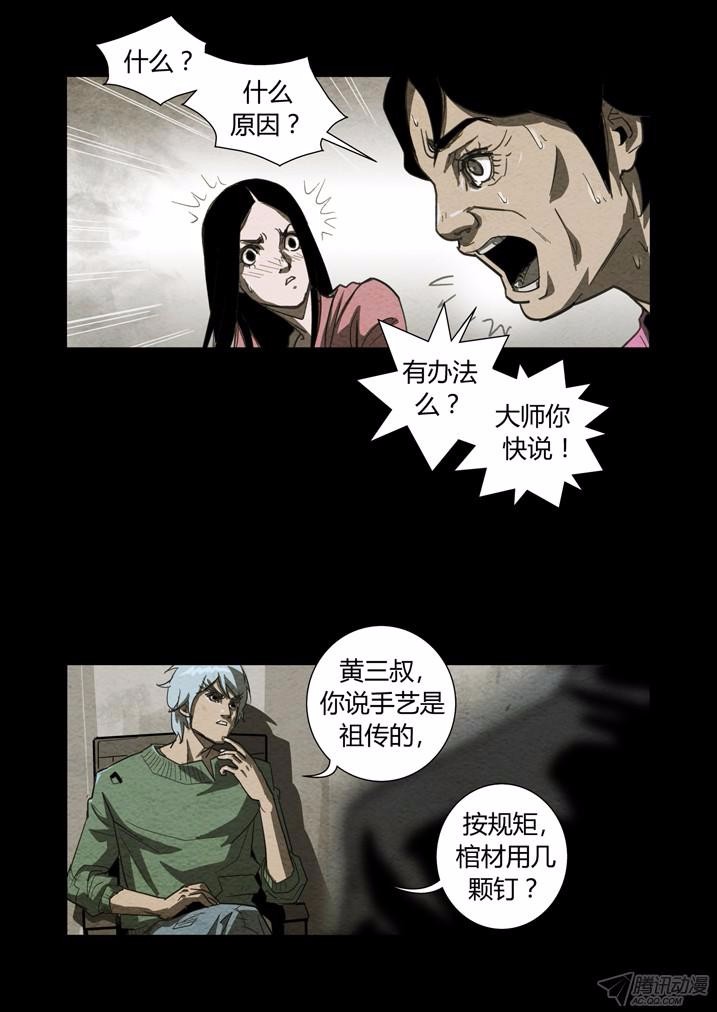 什么？
什么
原因？
有办法
么？
大师你
快说！
黄三叔，
你说手艺是
祖传的，
按规矩，
棺材用几
颗钉？
腾讯动漫
AC.QQ.COM